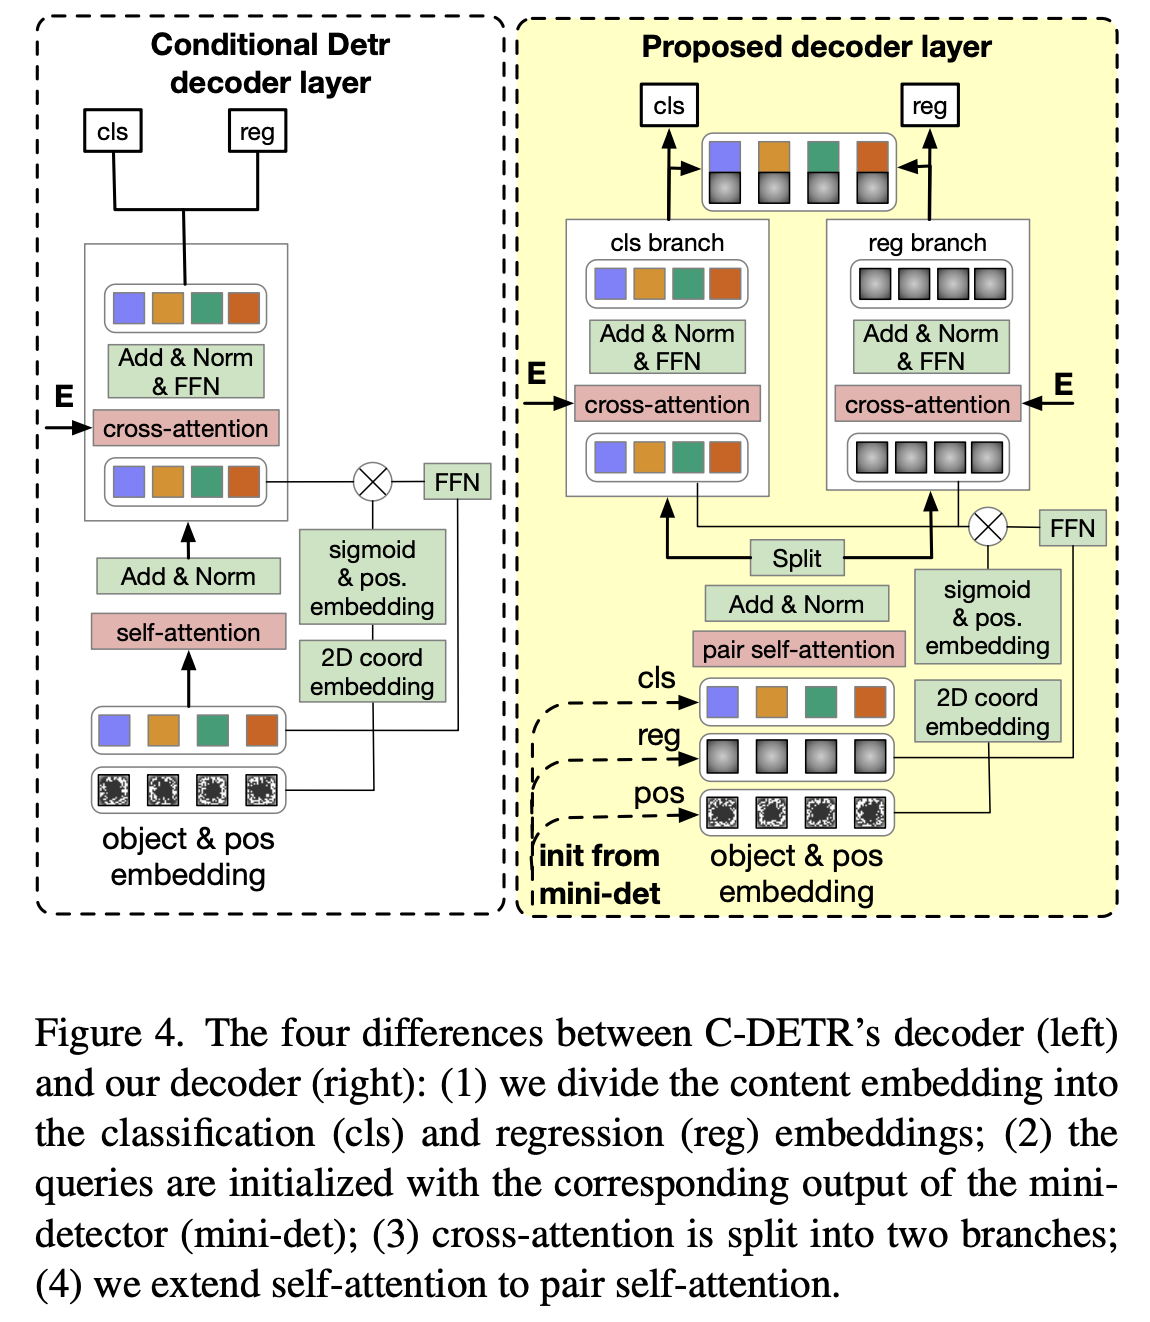 Conditional Detr
decoder layer
cls
reg
Add & Norm
& FFN
E
cross-attention
FFN
sigmoid
& pos.
embedding
Add & Norm
self-attention
2D coord
embedding
object & pos
embedding
Proposed decoder layer
cls
reg
cls branch
reg branch
Add & Norm
& FFN
Add & Norm
& FFN
E
cross-attention
cross-attention
E
FFN
Split
sigmoid
& pos.
embedding
Add & Norm
pair self-attention
cls
2D coord
embedding
reg
pos
init from
mini-det
object & pos
embedding
Figure 4. The four differences between C-DETR's decoder (left)
and our decoder (right): (1) we divide the content embedding into
the classification (cls) and regression (reg) embeddings; (2) the
queries are initialized with the corresponding output of the mini-
detector (mini-det); (3) cross-attention is split into two branches;
(4) we extend self-attention to pair self-attention.